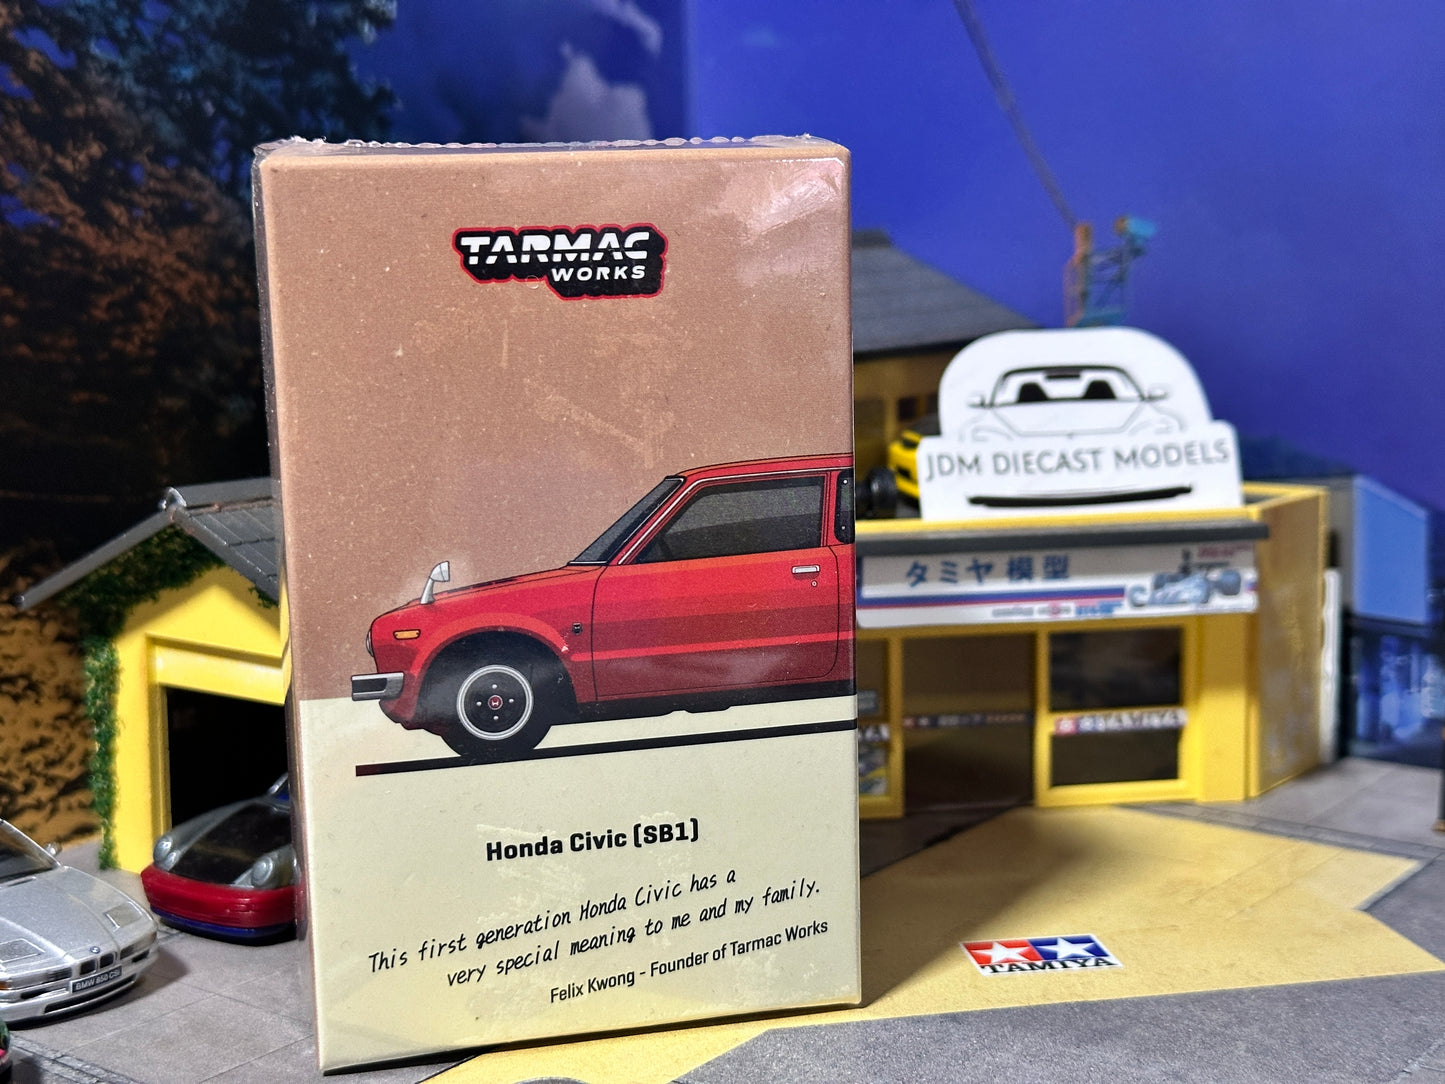 TARMAC
WORKS
Honda Civic (SB1)
This first generation Honda Civic has a
very special meaning to me and my family.
Felix Kwong - Founder of Tarmac Works
JDM DIECAST MODELS
タミヤ 模型
TAMIYA
TAMIYA
BMW 850 CSi